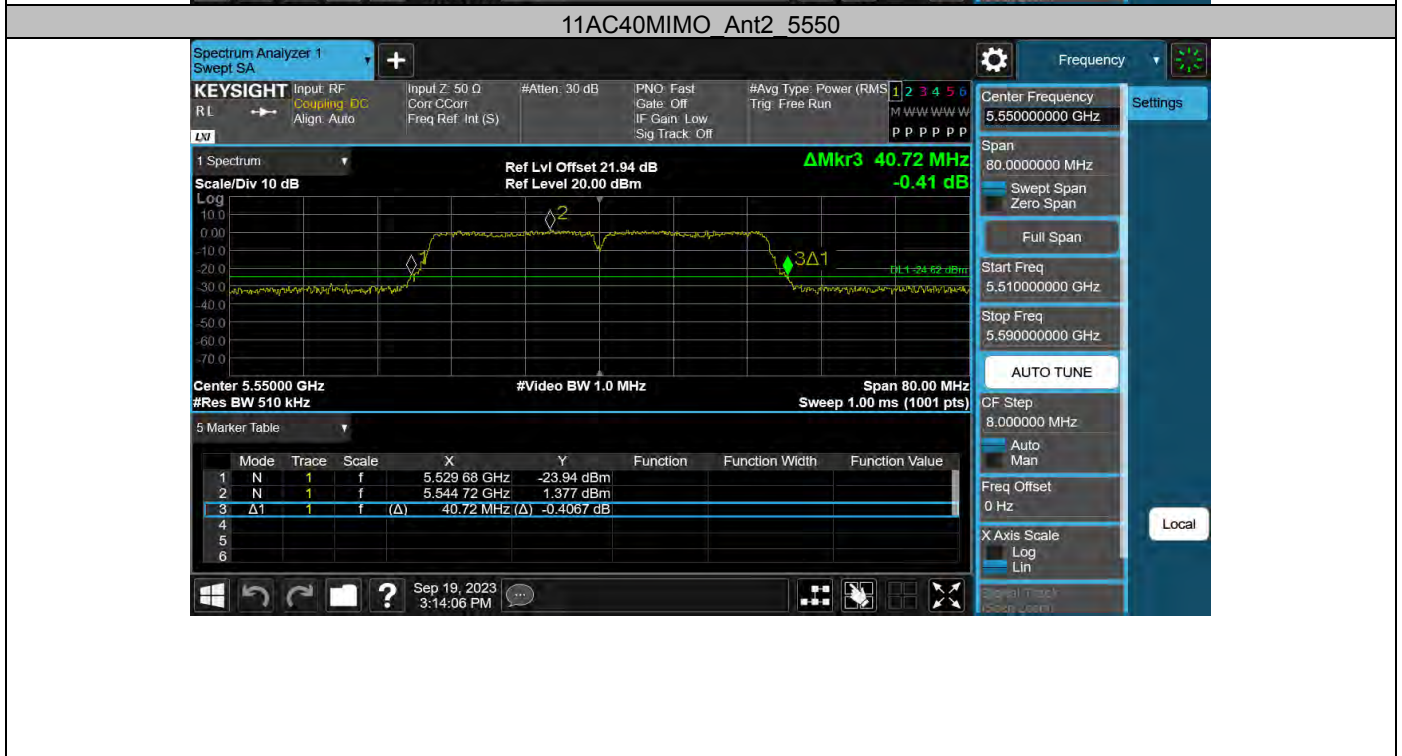 11AC40MIMO_Ant2_5550
Spectrum Analyzer 1
Swept SA
+
Frequency
KEYSIGHT
RL
LXI
Input: RF
Coupling: DC
Align: Auto
Input Z: 50 Ω
Corr CCorr
Freq Ref: Int (S)
#Atten: 30 dB
PNO: Fast
Gate: Off
IF Gain: Low
Sig Track: Off
#Avg Type: Power (RMS
Trig: Free Run
1 2 3 4 5 6
M W W W W W
P P P P P P
1 Spectrum
Scale/Div 10 dB
Log
Ref Lvl Offset 21.94 dB
Ref Level 20.00 dBm
ΔMkr3 40.72 MHz
-0.41 dB
10.0
0.00
-10.0
-20.0
-30.0
-40.0
-50.0
-60.0
-70.0
1
2
3Δ1
DL1 -24.62 dBm
Center 5.55000 GHz
#Res BW 510 kHz
#Video BW 1.0 MHz
Span 80.00 MHz
Sweep 1.00 ms (1001 pts)
5 Marker Table
Mode Trace Scale X Y Function Function Width Function Value
1 N 1 f 5.529 68 GHz -23.94 dBm
2 N 1 f 5.544 72 GHz 1.377 dBm
3 Δ1 1 f (Δ) 40.72 MHz (Δ) -0.4067 dB
4
5
6
?
Sep 19, 2023
3:14:06 PM
Center Frequency
5.550000000 GHz
Settings
Span
80.0000000 MHz
Swept Span
Zero Span
Full Span
Start Freq
5.510000000 GHz
Stop Freq
5.590000000 GHz
AUTO TUNE
CF Step
8.000000 MHz
Auto
Man
Freq Offset
0 Hz
X Axis Scale
Log
Lin
Local
Signal Track
(Span Zoom)